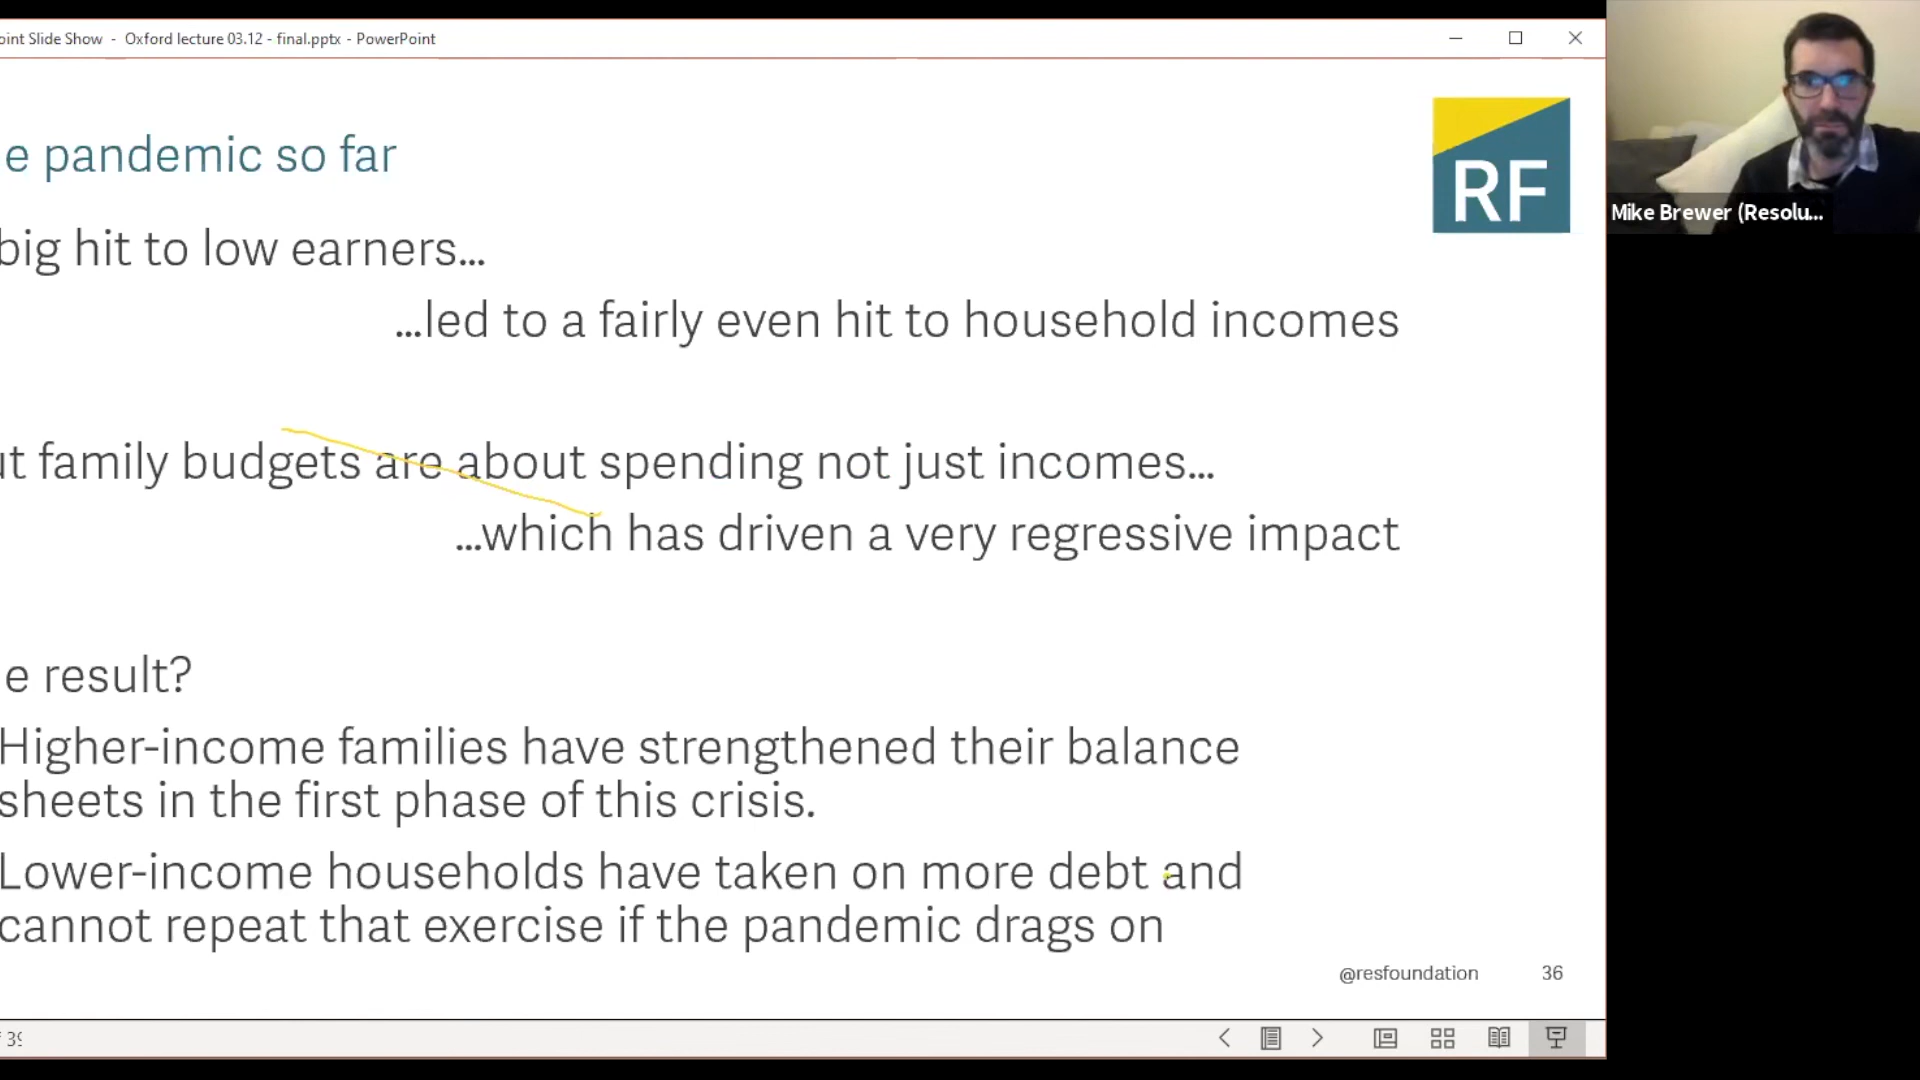 oint Slide Show - Oxford lecture 03.12 - final.pptx - PowerPoint
e pandemic so far
RF
Mike Brewer (Resolu...
big hit to low earners...
...led to a fairly even hit to household incomes
ut family budgets are about spending not just incomes...
...which has driven a very regressive impact
e result?
Higher-income families have strengthened their balance
sheets in the first phase of this crisis.
Lower-income households have taken on more debt and
cannot repeat that exercise if the pandemic drags on
@resfoundation 36
f 39